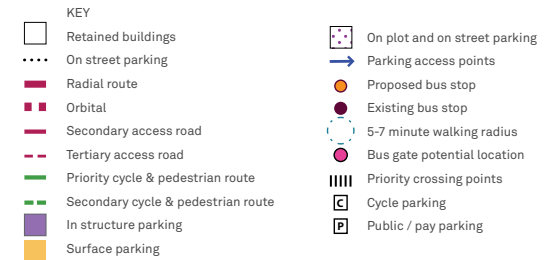 KEY
Retained buildings
On street parking
Radial route
Orbital
Secondary access road
Tertiary access road
Priority cycle & pedestrian route
Secondary cycle & pedestrian route
In structure parking
Surface parking
On plot and on street parking
Parking access points
Proposed bus stop
Existing bus stop
5-7 minute walking radius
Bus gate potential location
Priority crossing points
C Cycle parking
P Public / pay parking